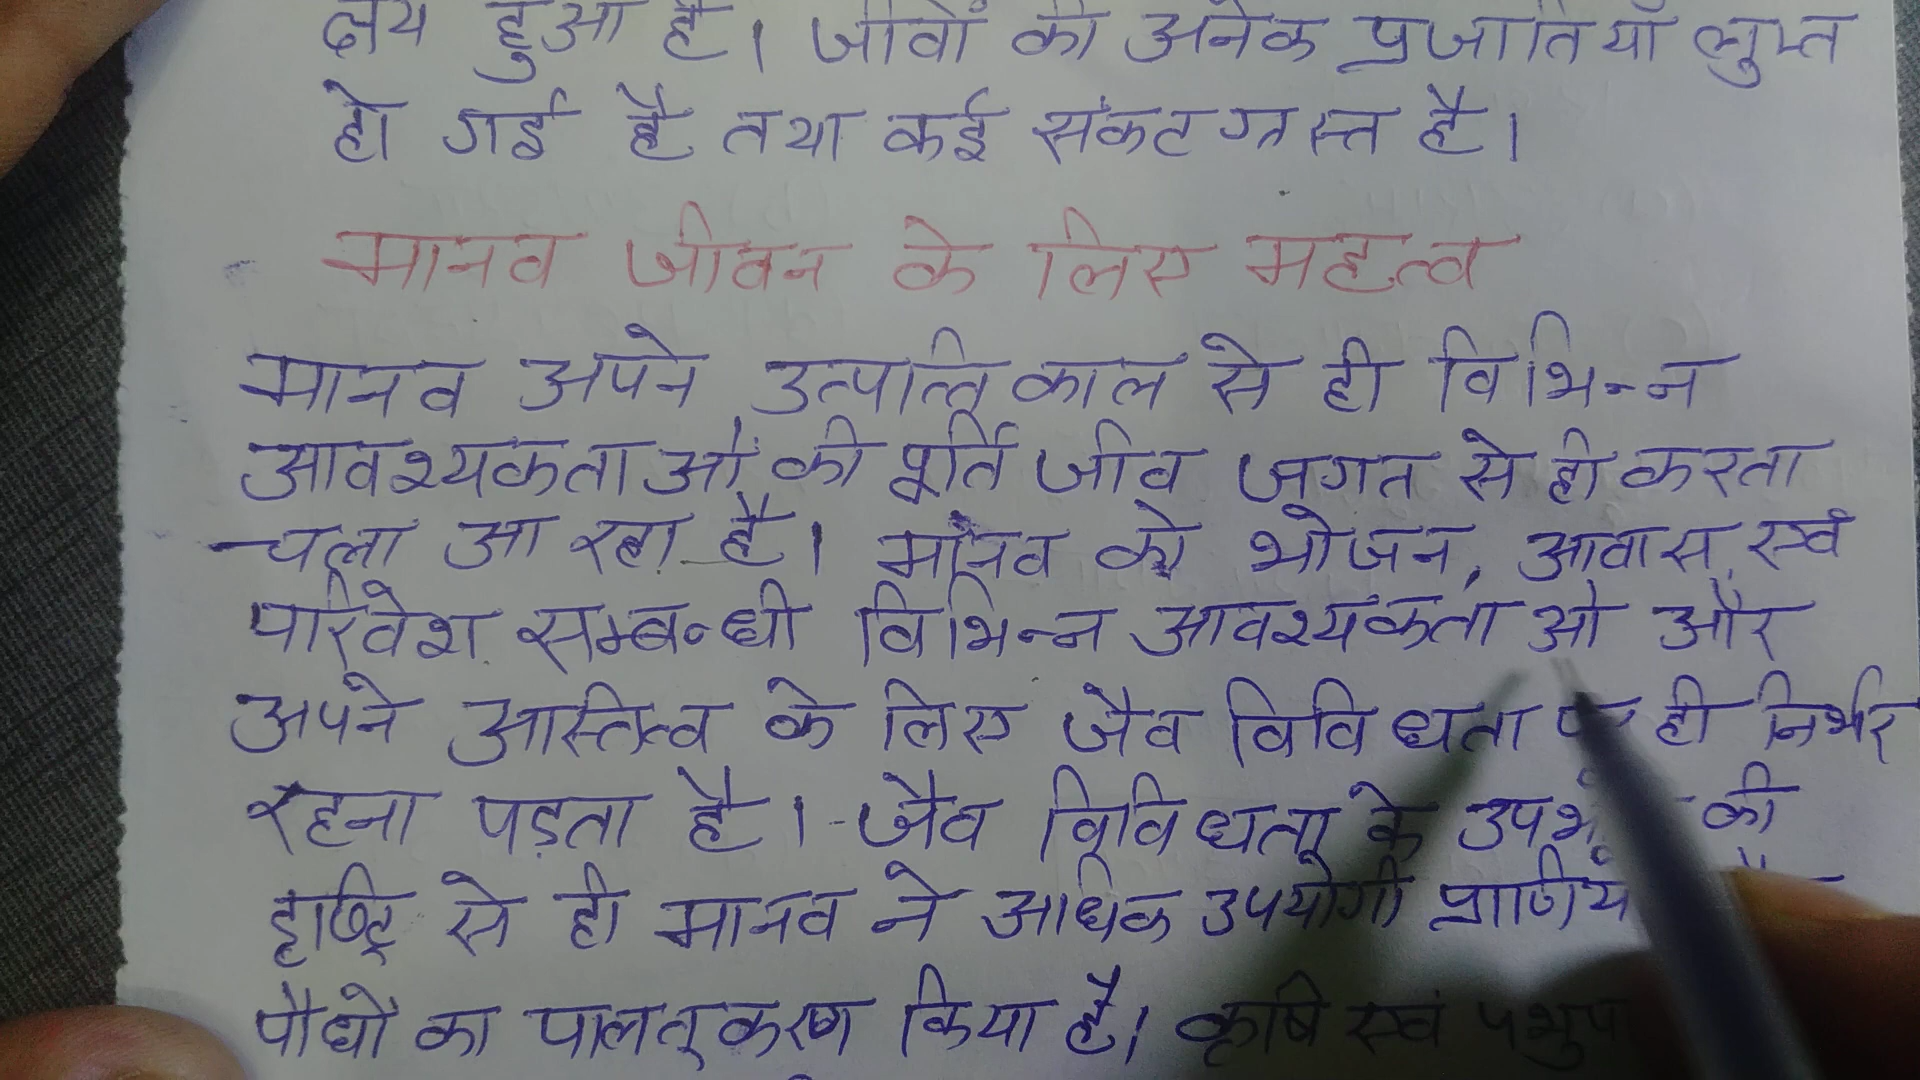 क्षय हुआ है। जीवों की अनेक प्रजातियाँ लुप्त
हो गई है तथा कई संकटग्रस्त है।
मानव जीवन के लिए महत्व
मानव अपने उत्पत्ति काल से ही विभिन्न
आवश्यकताओं की पूर्ति जीव जगत से ही करता
चला आ रहा है। मानव को भोजन, आवास एवं
परिवेश सम्बन्धी विभिन्न आवश्यकताओ और
अपने अस्तित्व के लिए जैव विविधता पर ही निर्भर
रहना पड़ता है। जैव विविधता के की
दृष्टि से ही मानव ने अधिक उपयोगी
पौधों का पालतूकरण किया है। कृषि एवं